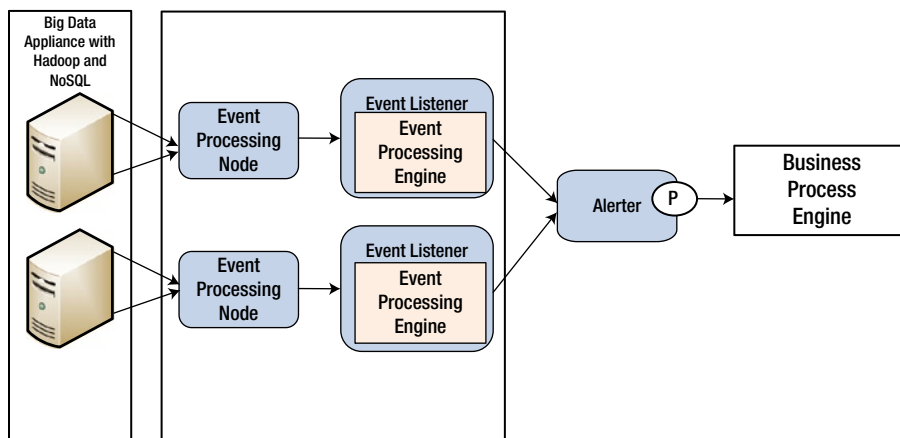 Big Data
Appliance with
Hadoop and
NoSQL
Event
Processing
Node
Event Listener
Event
Processing
Engine
Event
Processing
Node
Event Listener
Event
Processing
Engine
Alerter
P
Business
Process
Engine